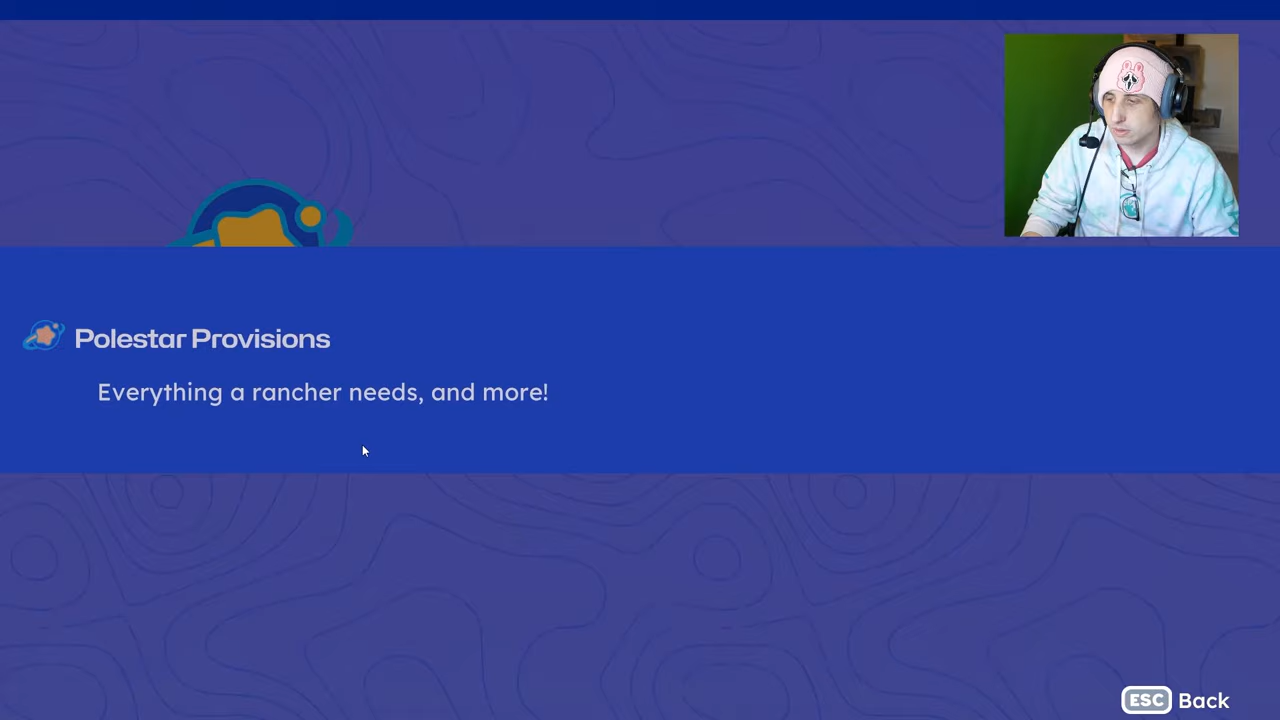 Polestar Provisions
Everything a rancher needs, and more!
ESC Back